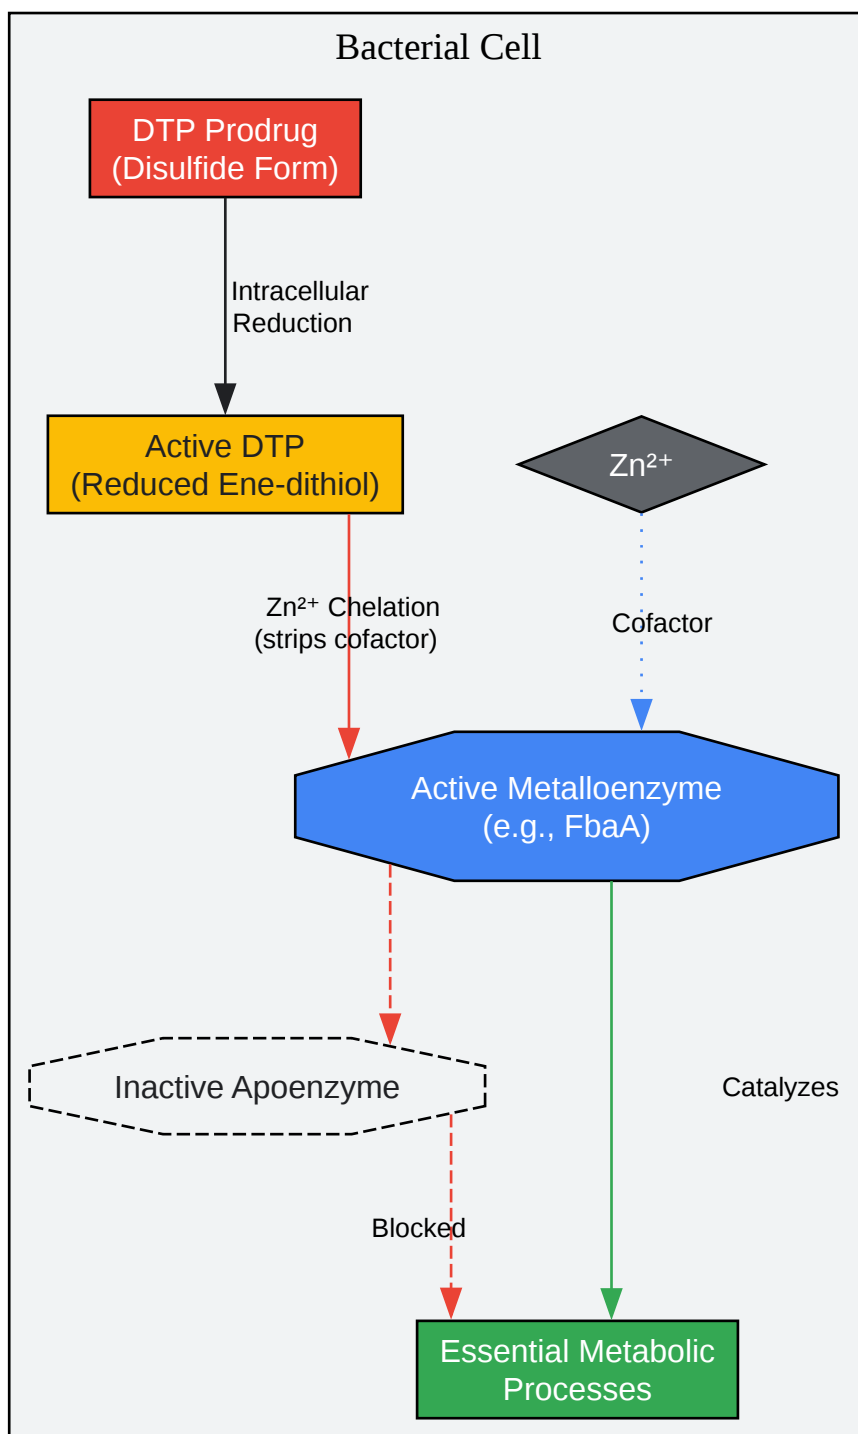 Bacterial Cell
DTP Prodrug
(Disulfide Form)
Intracellular
Reduction
Active DTP
(Reduced Ene-dithiol)
Zn²⁺
Zn²⁺ Chelation
(strips cofactor)
Cofactor
Active Metalloenzyme
(e.g., FbaA)
Inactive Apoenzyme
Catalyzes
Blocked
Essential Metabolic
Processes